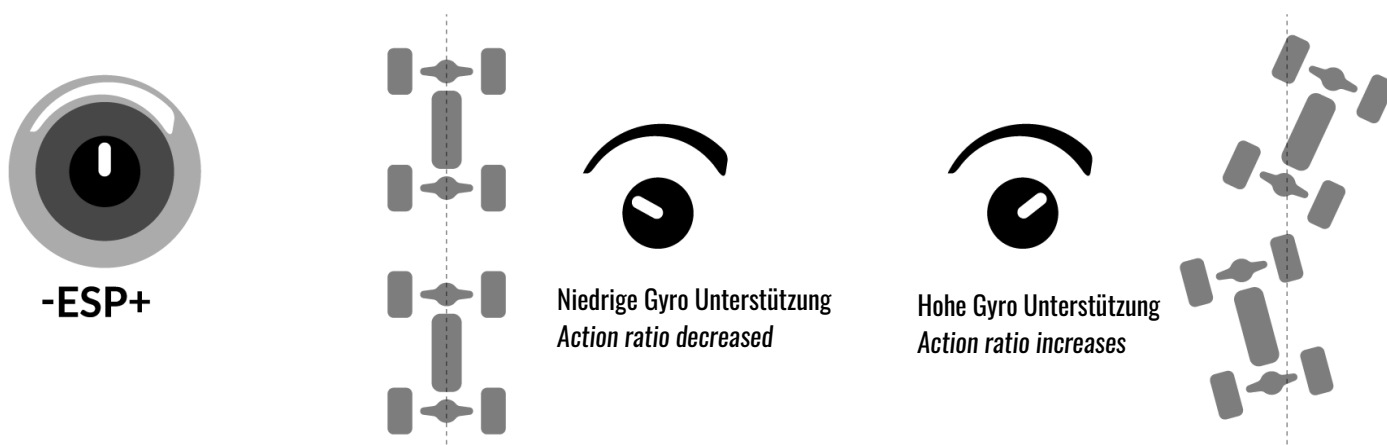 -ESP+
Niedrige Gyro Unterstützung
Action ratio decreased
Hohe Gyro Unterstützung
Action ratio increases